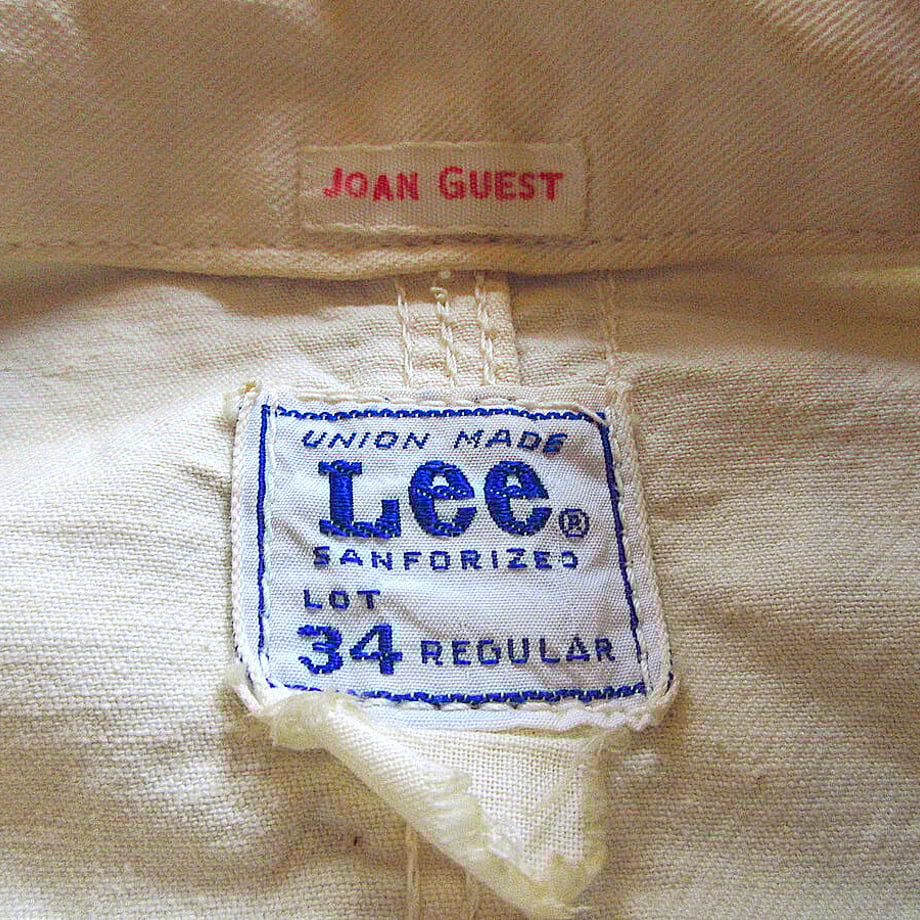 JOAN GUEST
UNION MADE
Lee®
SANFORIZED
LOT
34 REGULAR